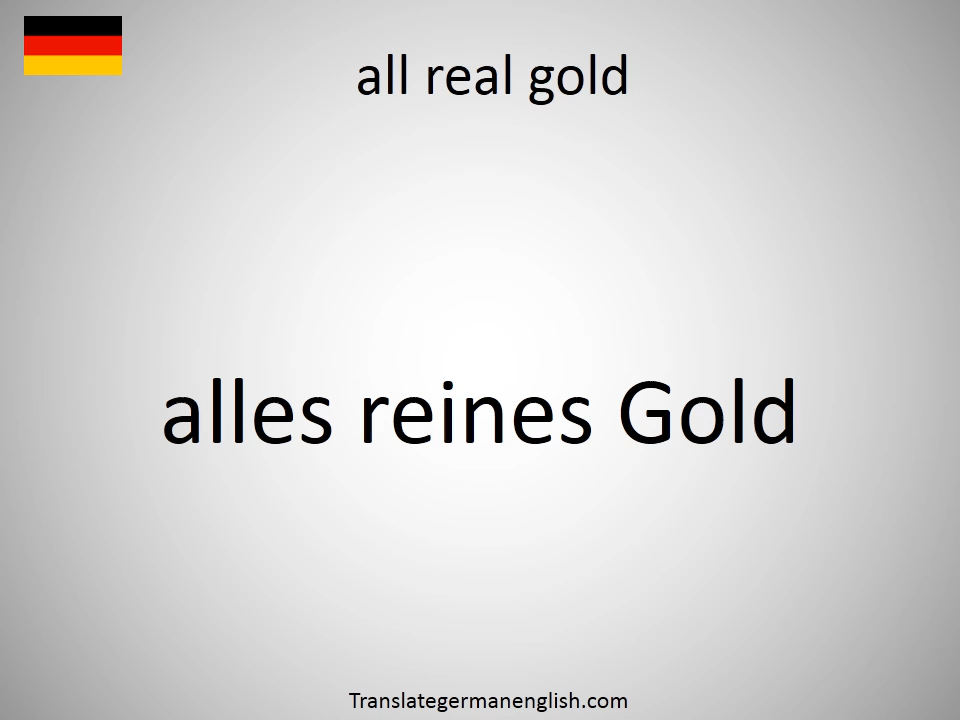 all real gold
alles reines Gold
Translategermanenglish.com